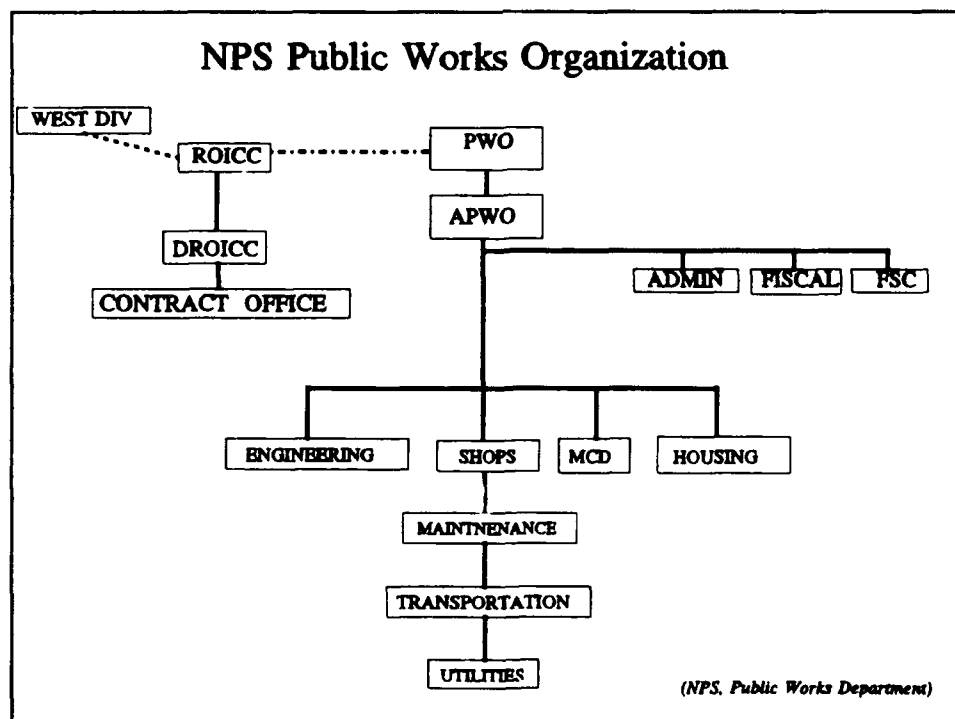 NPS Public Works Organization
WEST DIV
ROICC
PWO
APWO
DROICC
CONTRACT OFFICE
ADMIN
FISCAL
FSC
ENGINEERING
SHOPS
MCD
HOUSING
MAINTNENANCE
TRANSPORTATION
UTILITIES
(NPS, Public Works Department)